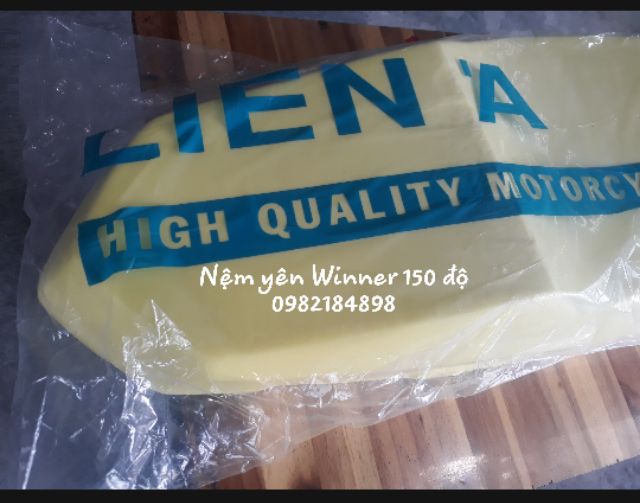 LIEN 'A
HIGH QUALITY MOTORCY
Nệm yên Winner 150 độ
0982184898